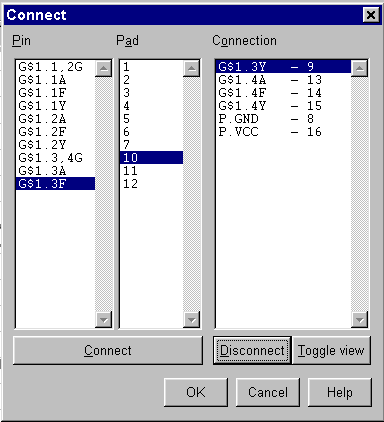 Connect
Pin
Pad
Connection
G$1.1,2G
G$1.1A
G$1.1F
G$1.1Y
G$1.2A
G$1.2F
G$1.2Y
G$1.3,4G
G$1.3A
G$1.3F
1
2
3
4
5
6
7
10
11
12
G$1.3Y - 9
G$1.4A - 13
G$1.4F - 14
G$1.4Y - 15
P.GND - 8
P.VCC - 16
Connect
Disconnect
Toggle view
OK
Cancel
Help